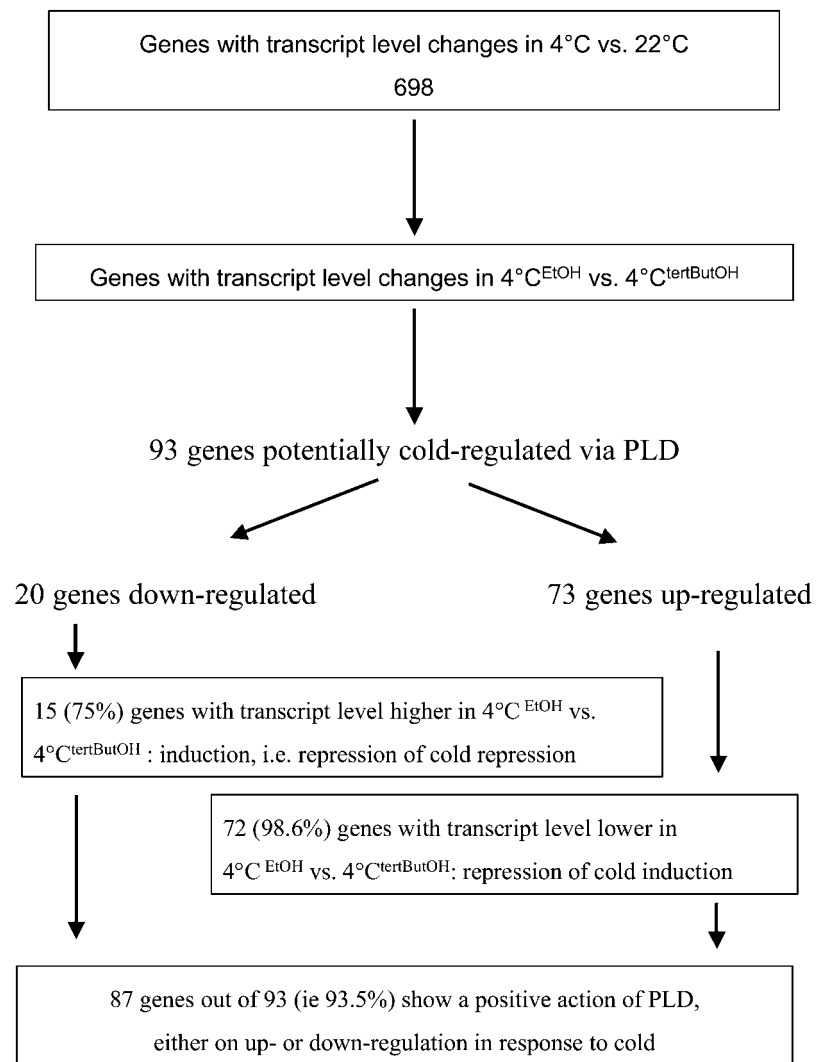 Genes with transcript level changes in 4°C vs. 22°C
698
Genes with transcript level changes in 4°C^EtOH vs. 4°C^tertButOH
93 genes potentially cold-regulated via PLD
20 genes down-regulated
73 genes up-regulated
15 (75%) genes with transcript level higher in 4°C ^EtOH vs.
4°C^tertButOH : induction, i.e. repression of cold repression
72 (98.6%) genes with transcript level lower in
4°C ^EtOH vs. 4°C^tertButOH: repression of cold induction
87 genes out of 93 (ie 93.5%) show a positive action of PLD,
either on up- or down-regulation in response to cold